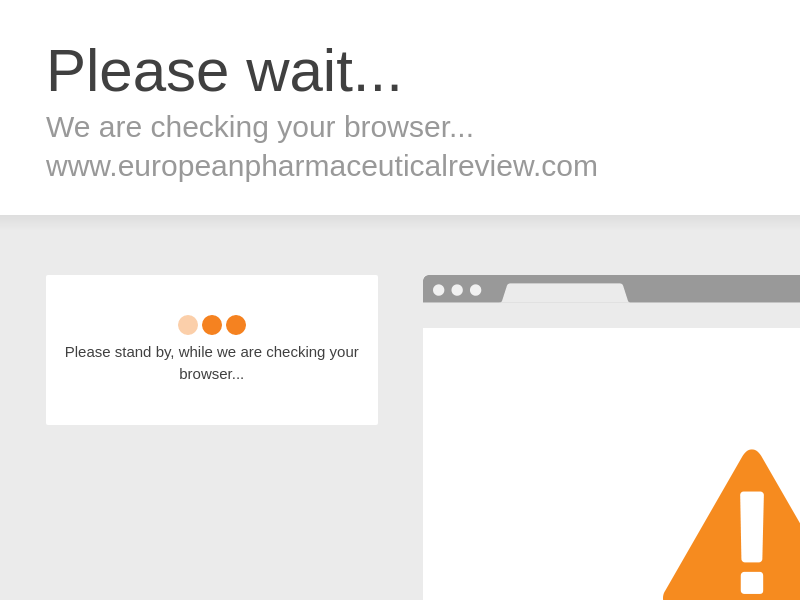 Please wait...
We are checking your browser...
www.europeanpharmaceuticalreview.com
Please stand by, while we are checking your
browser...